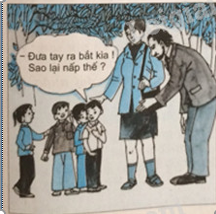 - Đưa tay ra bắt kìa !
Sao lại nấp thế ?